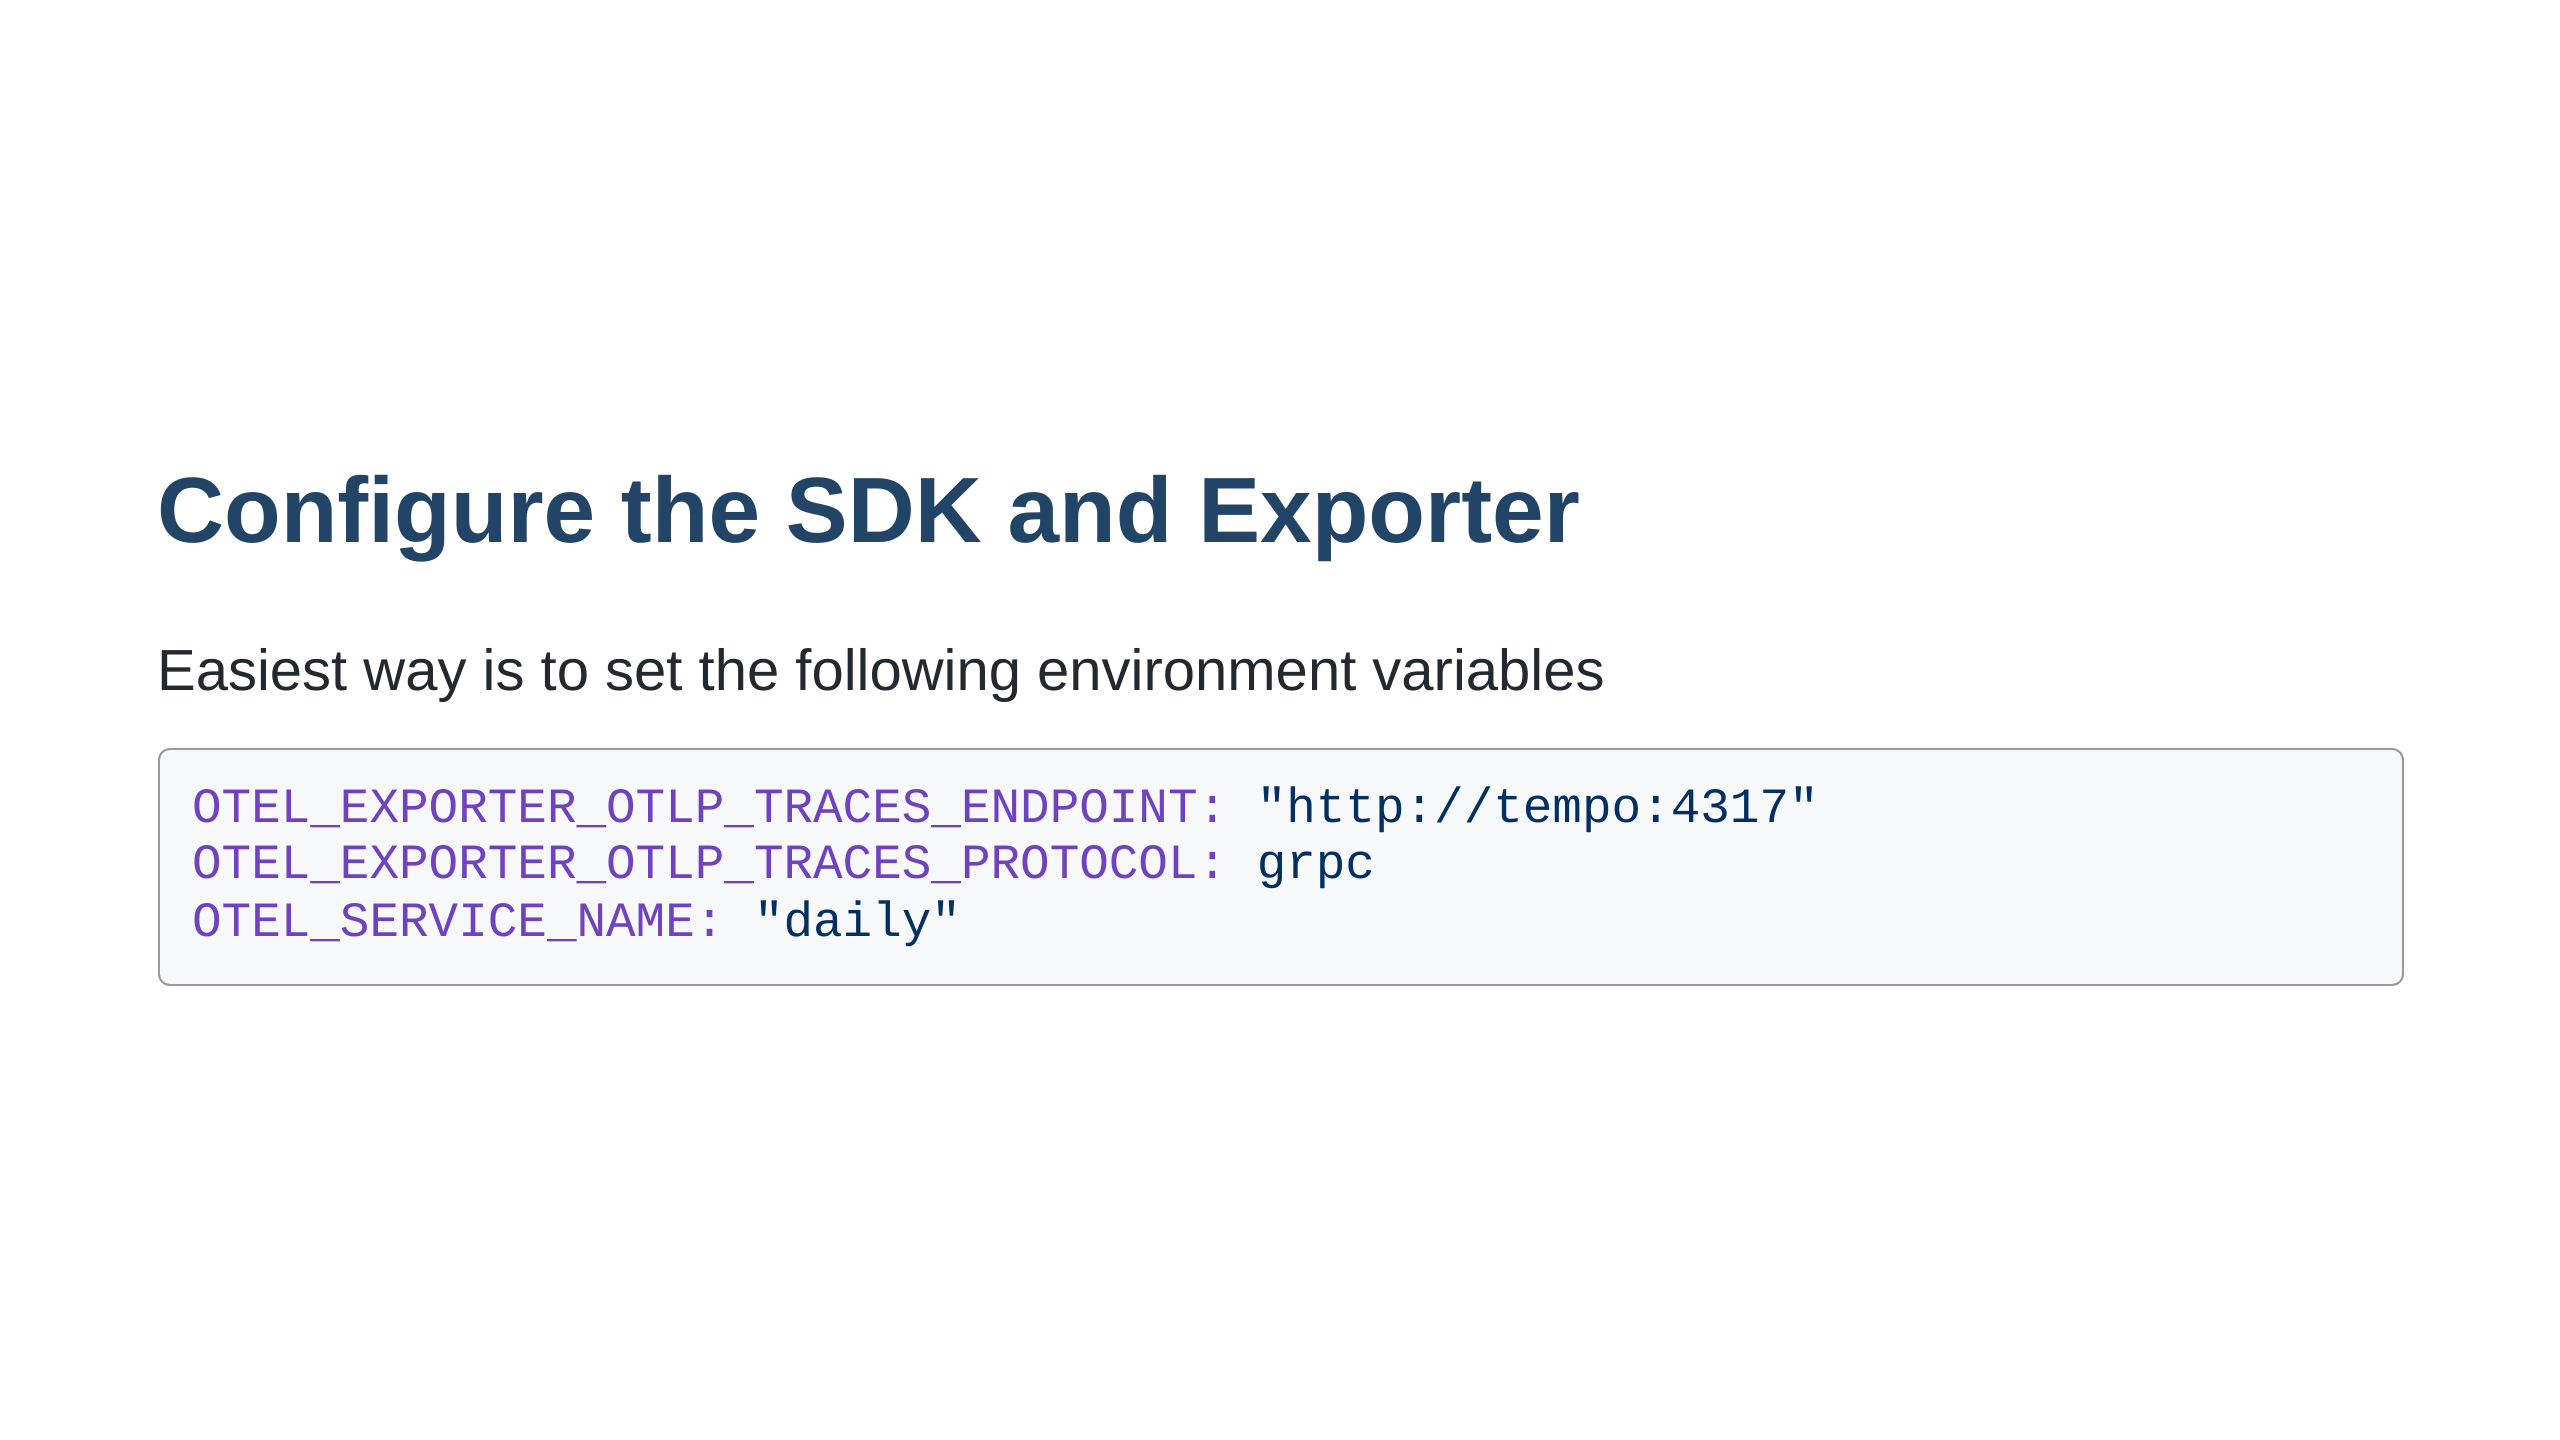 Configure the SDK and Exporter
Easiest way is to set the following environment variables
OTEL_EXPORTER_OTLP_TRACES_ENDPOINT: "http://tempo:4317"
OTEL_EXPORTER_OTLP_TRACES_PROTOCOL: grpc
OTEL_SERVICE_NAME: "daily"